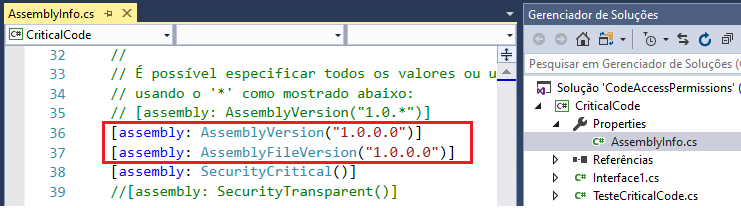 AssemblyInfo.cs
CriticalCode
32 //
33 // É possível especificar todos os valores ou u
34 // usando o '*' como mostrado abaixo:
35 // [assembly: AssemblyVersion("1.0.*")]
36 [assembly: AssemblyVersion("1.0.0.0")]
37 [assembly: AssemblyFileVersion("1.0.0.0")]
38 [assembly: SecurityCritical()]
39 //[assembly: SecurityTransparent()]
Gerenciador de Soluções
Pesquisar em Gerenciador de Soluções (
Solução 'CodeAccessPermissions' (
CriticalCode
Properties
AssemblyInfo.cs
Referências
Interface1.cs
TesteCriticalCode.cs